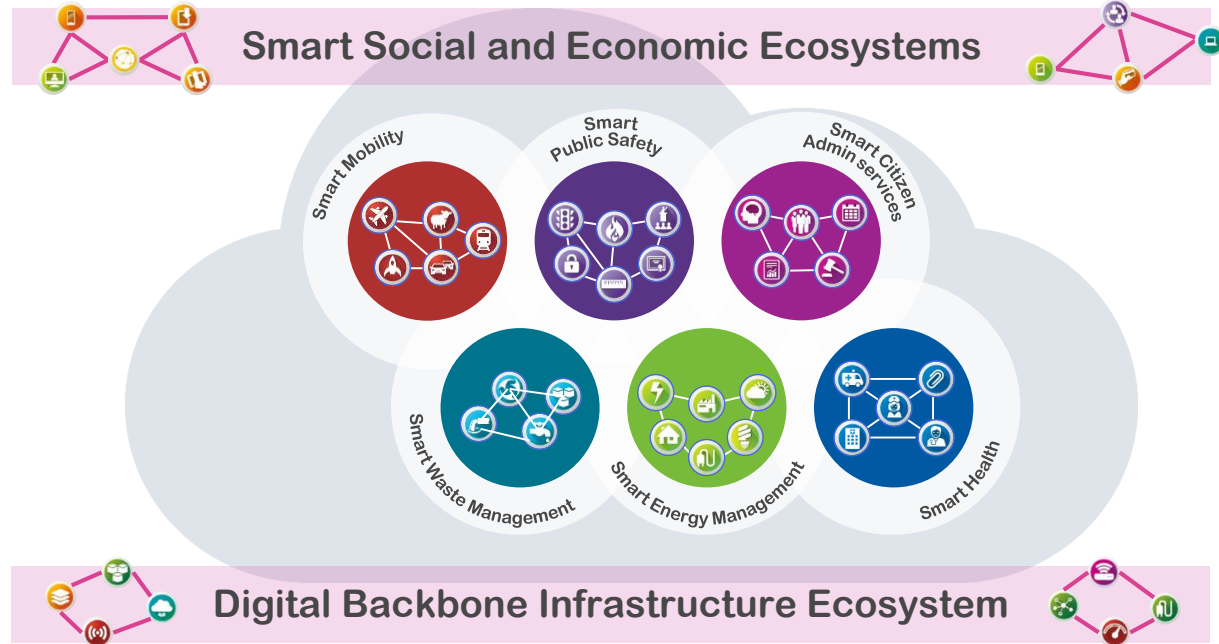 Smart Social and Economic Ecosystems
Smart Mobility
Smart
Public Safety
Smart Citizen
Admin services
Smart Waste Management
Smart Energy Management
Smart Health
Digital Backbone Infrastructure Ecosystem